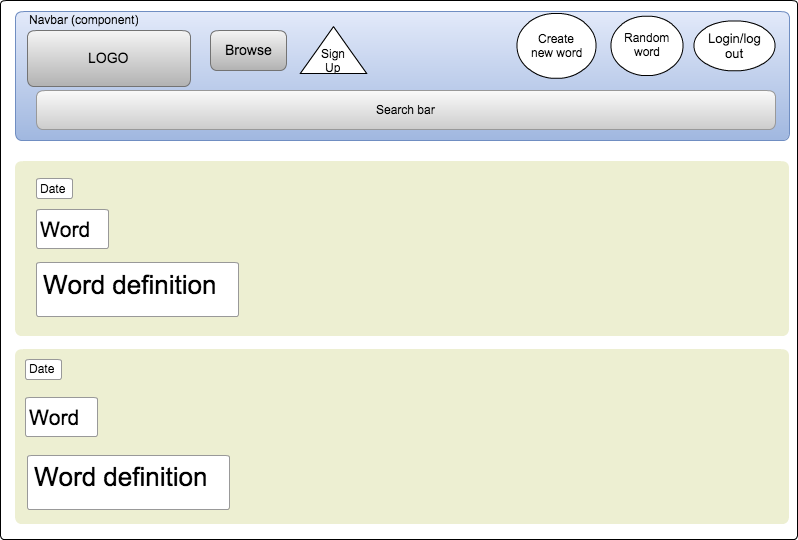 Navbar (component)
LOGO
Browse
Sign
Up
Create
new word
Random
word
Login/log
out
Search bar
Date
Word
Word definition
Date
Word
Word definition